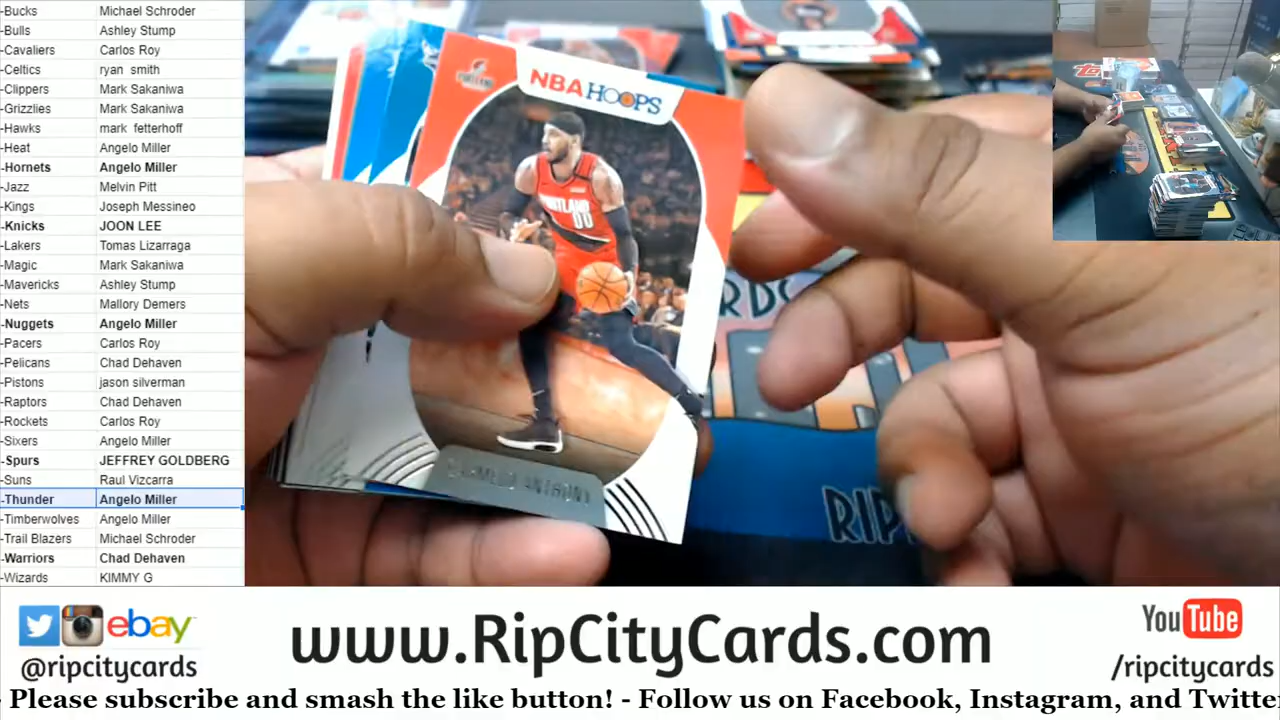 -Bucks Michael Schroder
-Bulls Ashley Stump
-Cavaliers Carlos Roy
-Celtics ryan smith
-Clippers Mark Sakaniwa
-Grizzlies Mark Sakaniwa
-Hawks mark fetterhoff
-Heat Angelo Miller
-Hornets Angelo Miller
-Jazz Melvin Pitt
-Kings Joseph Messineo
-Knicks JOON LEE
-Lakers Tomas Lizarraga
-Magic Mark Sakaniwa
-Mavericks Ashley Stump
-Nets Mallory Demers
-Nuggets Angelo Miller
-Pacers Carlos Roy
-Pelicans Chad Dehaven
-Pistons jason silverman
-Raptors Chad Dehaven
-Rockets Carlos Roy
-Sixers Angelo Miller
-Spurs JEFFREY GOLDBERG
-Suns Raul Vizcarra
-Thunder Angelo Miller
-Timberwolves Angelo Miller
-Trail Blazers Michael Schroder
-Warriors Chad Dehaven
-Wizards KIMMY G
NBA HOOPS
PORTLAND
00
CARMELO ANTHONY
RDS
RIP
ebay
@ripcitycards
www.RipCityCards.com
YouTube
/ripcitycards
- Please subscribe and smash the like button! - Follow us on Facebook, Instagram, and Twitte